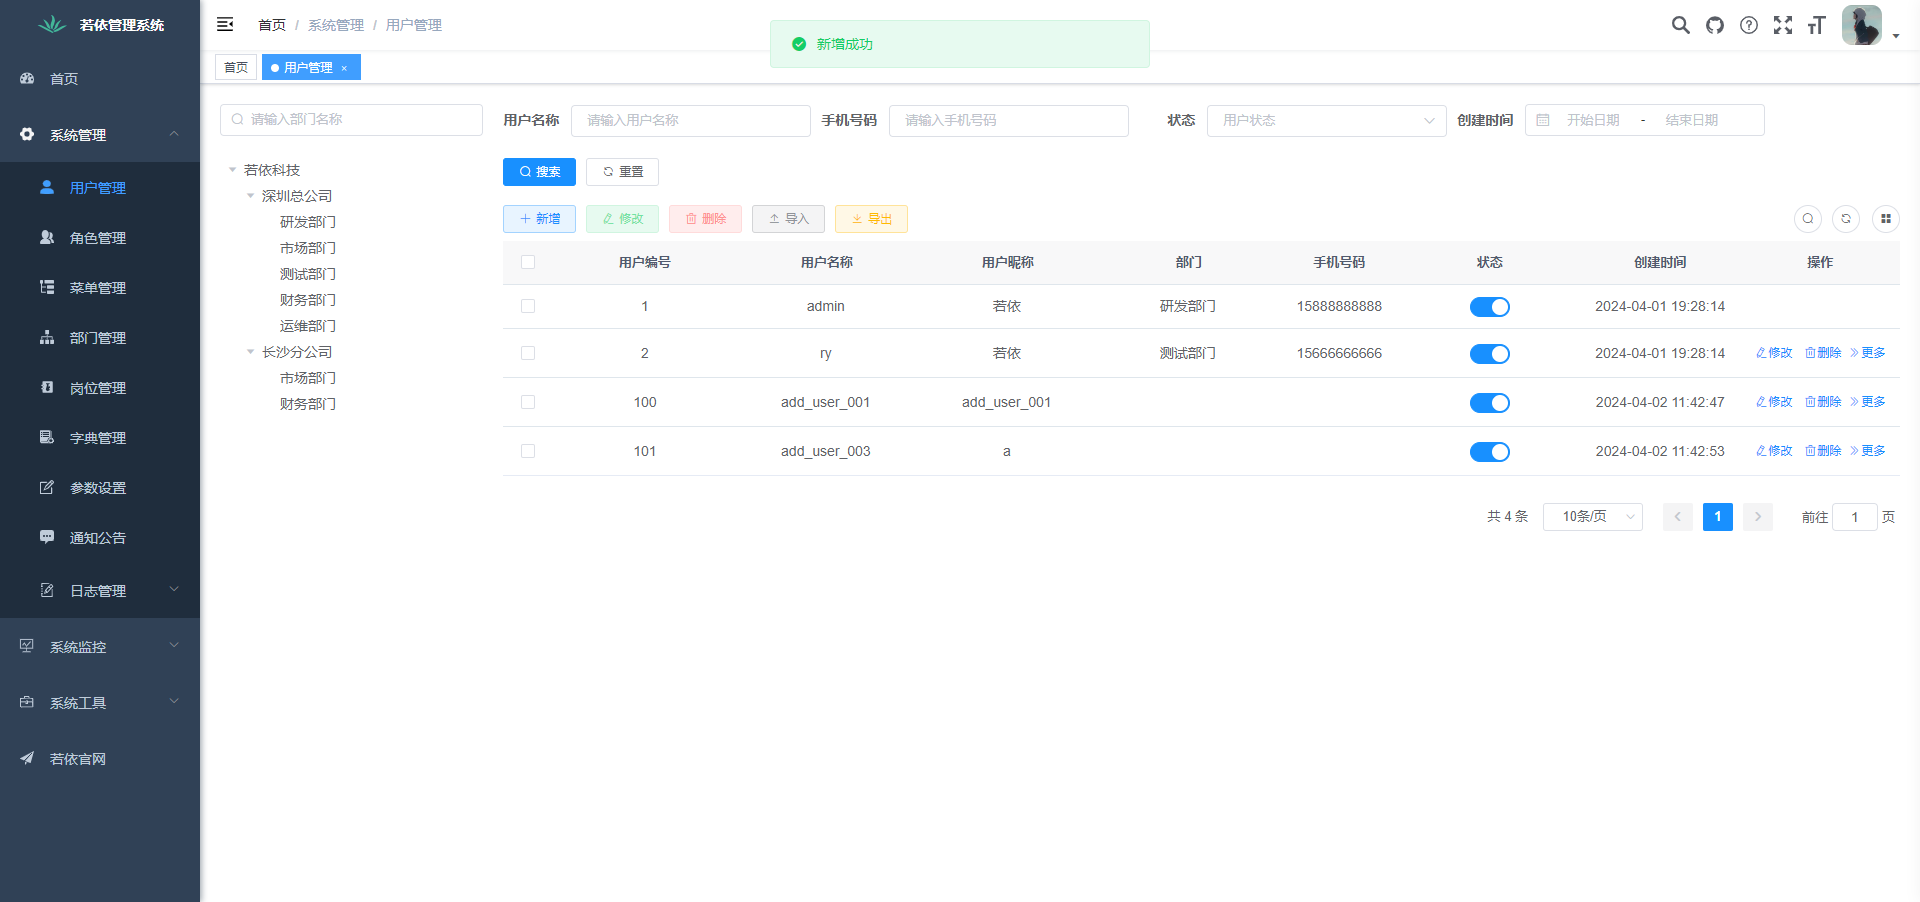 若依管理系统
首页
系统管理
用户管理
角色管理
菜单管理
部门管理
岗位管理
字典管理
参数设置
通知公告
日志管理
系统监控
系统工具
若依官网
首页 / 系统管理 / 用户管理
新增成功
首页 用户管理 ×
请输入部门名称
若依科技
深圳总公司
研发部门
市场部门
测试部门
财务部门
运维部门
长沙分公司
市场部门
财务部门
用户名称 请输入用户名称 手机号码 请输入手机号码 状态 用户状态 创建时间 开始日期 - 结束日期
搜索 重置
新增 修改 删除 导入 导出
用户编号 用户名称 用户昵称 部门 手机号码 状态 创建时间 操作
1 admin 若依 研发部门 15888888888 2024-04-01 19:28:14
2 ry 若依 测试部门 15666666666 2024-04-01 19:28:14 修改 删除 更多
100 add_user_001 add_user_001 2024-04-02 11:42:47 修改 删除 更多
101 add_user_003 a 2024-04-02 11:42:53 修改 删除 更多
共 4 条 10条/页 1 前往 1 页